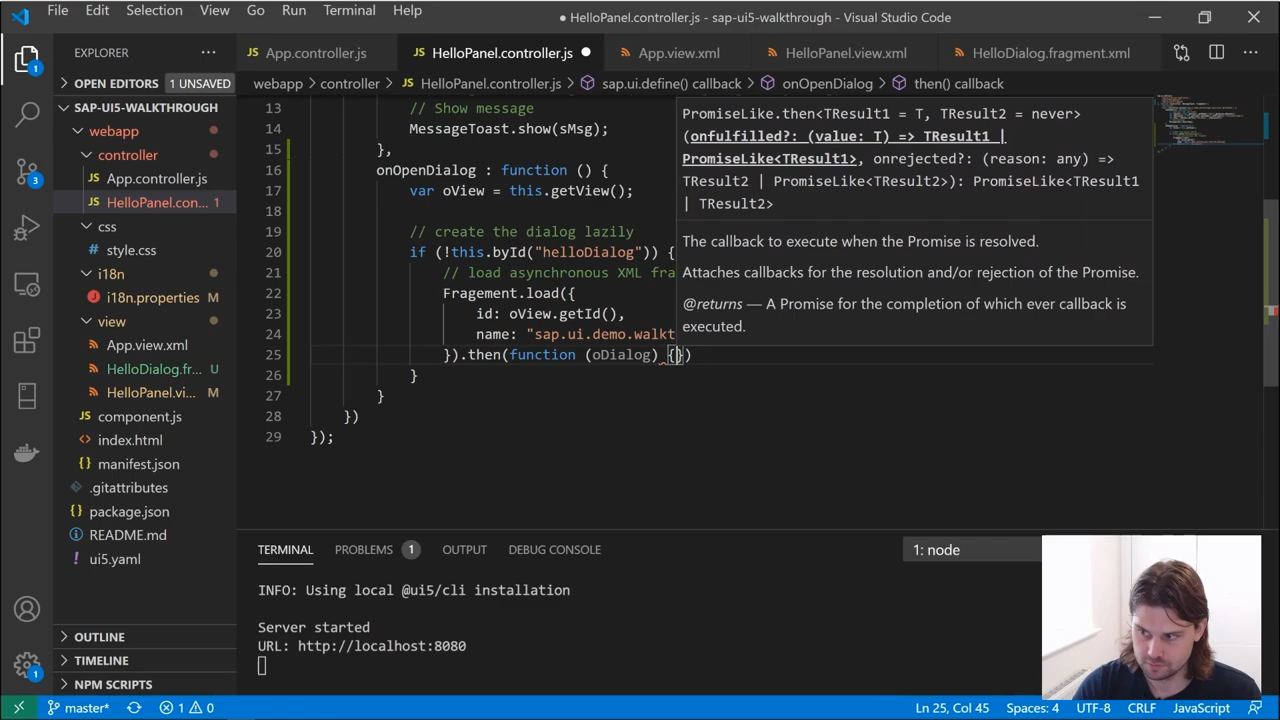 File Edit Selection View Go Run Terminal Help
● HelloPanel.controller.js - sap-ui5-walkthrough - Visual Studio Code
EXPLORER
App.controller.js
HelloPanel.controller.js
App.view.xml
HelloPanel.view.xml
HelloDialog.fragment.xml
1
OPEN EDITORS 1 UNSAVED
webapp > controller > HelloPanel.controller.js > sap.ui.define() callback > onOpenDialog > then() callback
SAP-UI5-WALKTHROUGH
webapp
controller
App.controller.js
HelloPanel.con... 1
3
css
style.css
i18n
i18n.properties M
view
App.view.xml
HelloDialog.fr... U
HelloPanel.vi... M
component.js
index.html
manifest.json
.gitattributes
package.json
README.md
ui5.yaml
OUTLINE
TIMELINE
NPM SCRIPTS
1
13 // Show message
14 MessageToast.show(sMsg);
15 },
16 onOpenDialog : function () {
17 var oView = this.getView();
18
19 // create the dialog lazily
20 if (!this.byId("helloDialog")) {
21 // load asynchronous XML fra
22 Fragement.load({
23 id: oView.getId(),
24 name: "sap.ui.demo.walkt
25 }).then(function (oDialog) {})
26 }
27 }
28 })
29 });
PromiseLike.then<TResult1 = T, TResult2 = never>
(onfulfilled?: (value: T) => TResult1 |
PromiseLike<TResult1>, onrejected?: (reason: any) =>
TResult2 | PromiseLike<TResult2>): PromiseLike<TResult1
| TResult2>
The callback to execute when the Promise is resolved.
Attaches callbacks for the resolution and/or rejection of the Promise.
@returns — A Promise for the completion of which ever callback is
executed.
TERMINAL PROBLEMS 1 OUTPUT DEBUG CONSOLE
1: node
INFO: Using local @ui5/cli installation
Server started
URL: http://localhost:8080
master* 1 0
Ln 25, Col 45 Spaces: 4 UTF-8 CRLF JavaScript